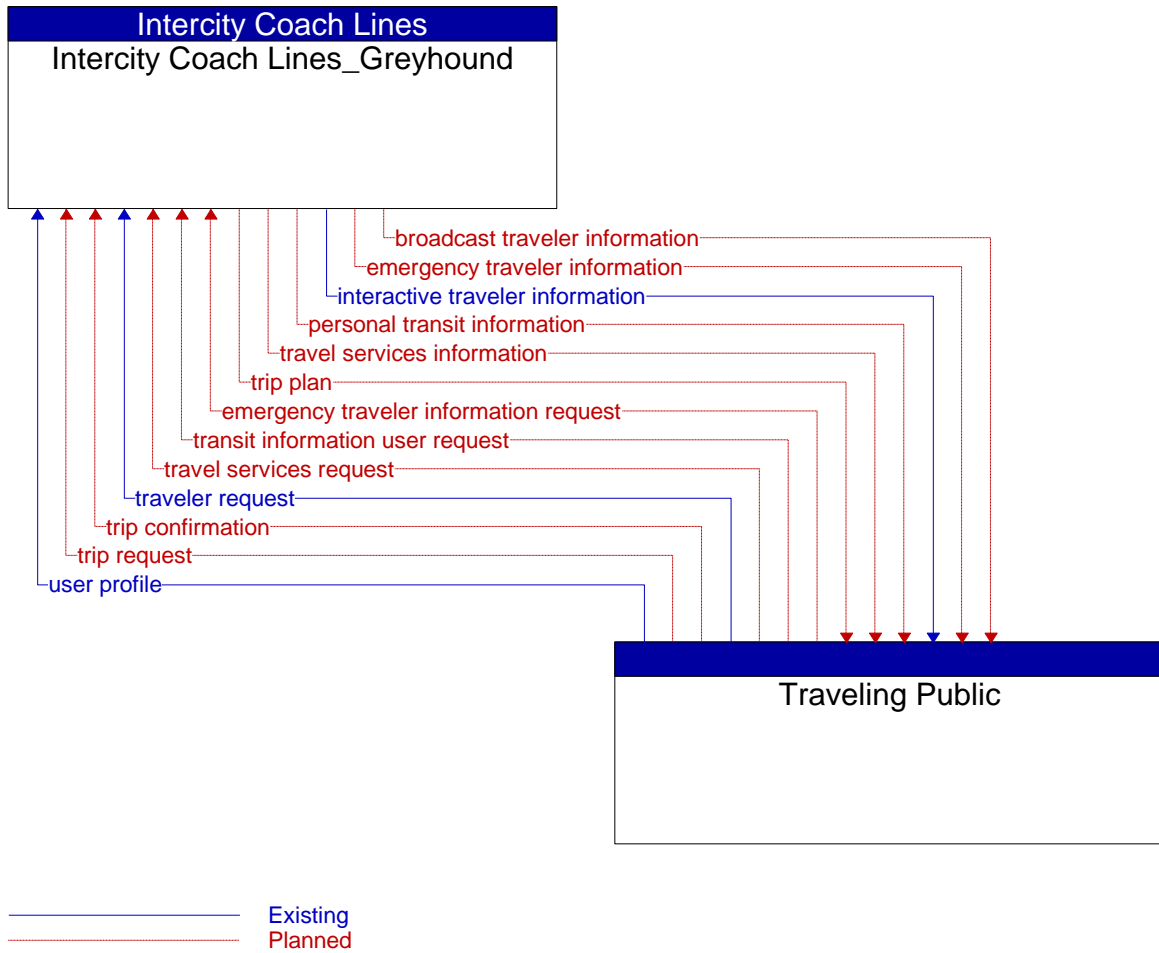 Intercity Coach Lines
Intercity Coach Lines_Greyhound
broadcast traveler information
emergency traveler information
interactive traveler information
personal transit information
travel services information
trip plan
emergency traveler information request
transit information user request
travel services request
traveler request
trip confirmation
trip request
user profile
Traveling Public
Existing
Planned